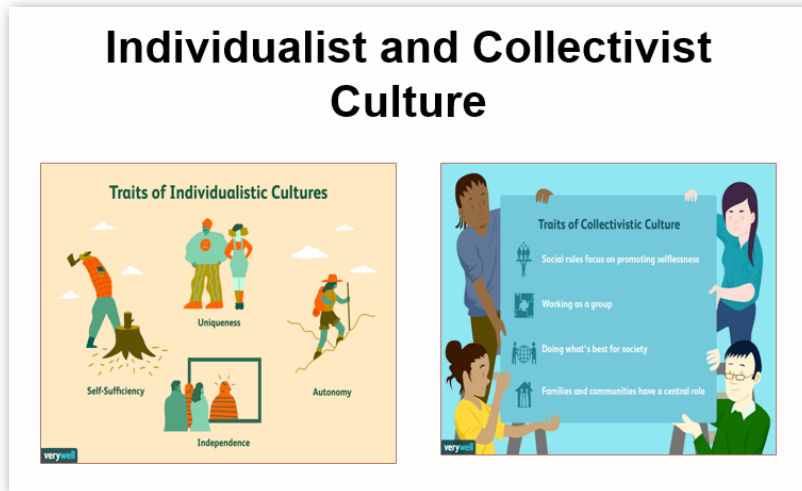 Individualist and Collectivist
Culture
Traits of Individualistic Cultures
Uniqueness
Self-Sufficiency
Autonomy
Independence
verywell
Traits of Collectivistic Culture
Social rules focus on promoting selflessness
Working as a group
Doing what's best for society
Families and communities have a central role
verywell